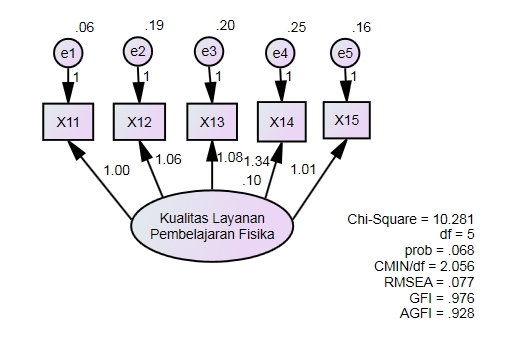 .06 .19 .20 .25 .16
e1 e2 e3 e4 e5
1 1 1 1 1
X11 X12 X13 X14 X15
1.00 1.06 1.08 1.34 1.01
.10
Kualitas Layanan
Pembelajaran Fisika
Chi-Square = 10.281
df = 5
prob = .068
CMIN/df = 2.056
RMSEA = .077
GFI = .976
AGFI = .928